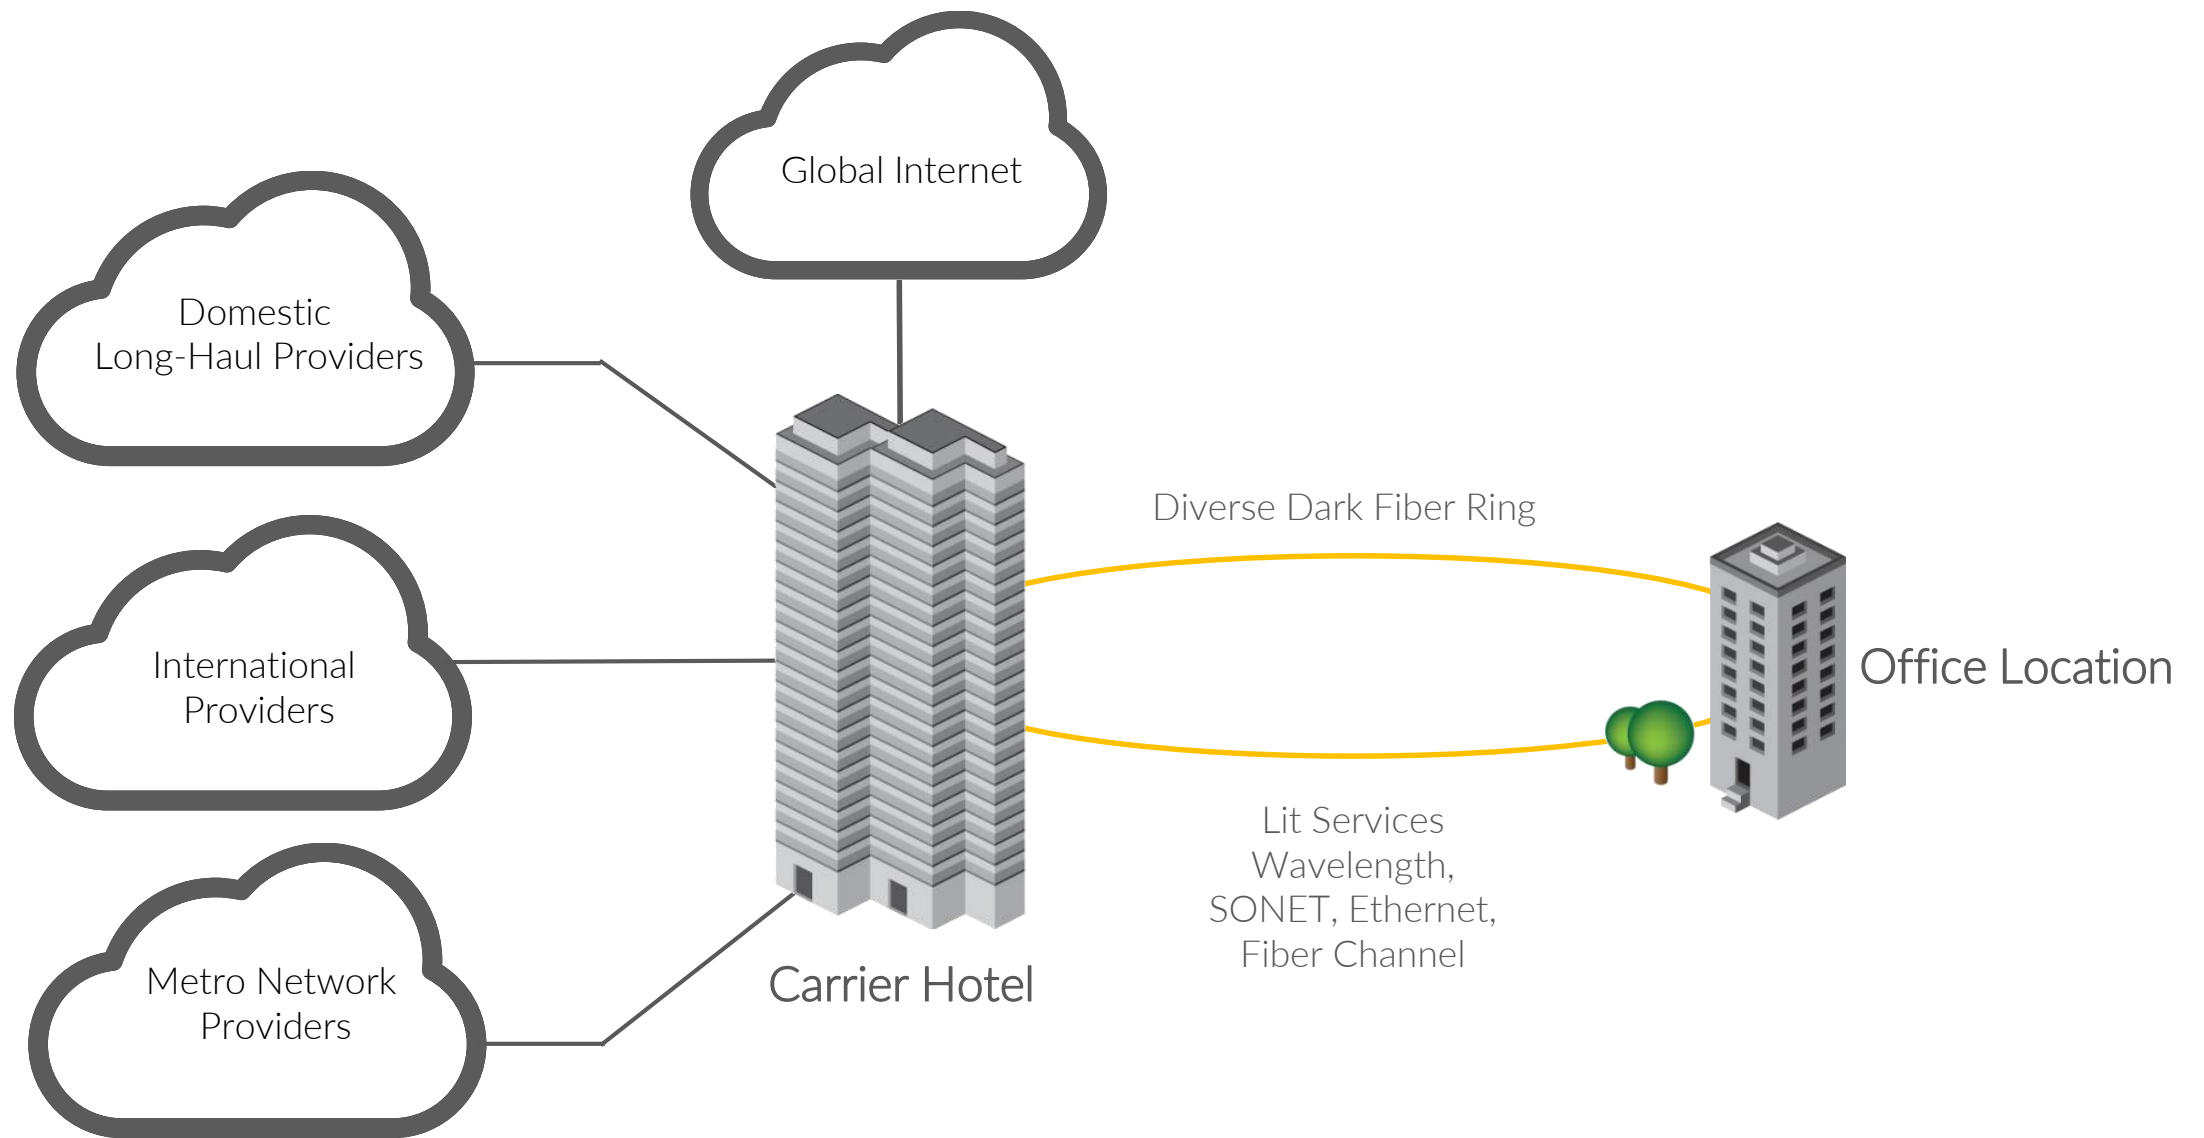 Global Internet
Domestic
Long-Haul Providers
International
Providers
Metro Network
Providers
Carrier Hotel
Diverse Dark Fiber Ring
Lit Services
Wavelength,
SONET, Ethernet,
Fiber Channel
Office Location